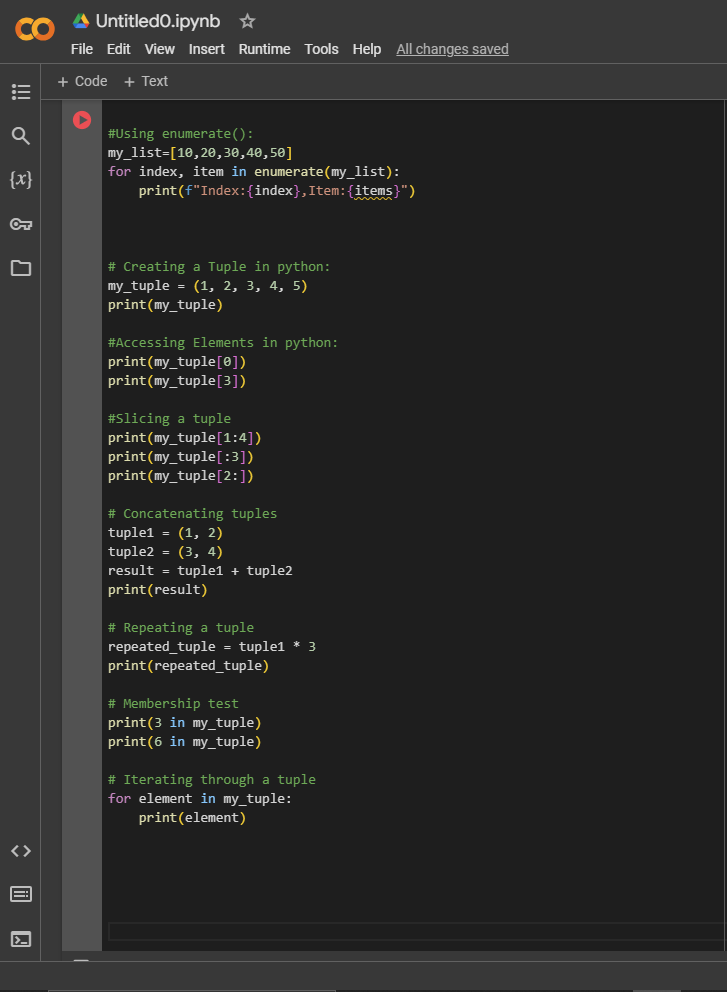 Untitled0.ipynb
File Edit View Insert Runtime Tools Help All changes saved
+ Code + Text
{x}
#Using enumerate():
my_list=[10,20,30,40,50]
for index, item in enumerate(my_list):
    print(f"Index:{index},Item:{items}")
# Creating a Tuple in python:
my_tuple = (1, 2, 3, 4, 5)
print(my_tuple)
#Accessing Elements in python:
print(my_tuple[0])
print(my_tuple[3])
#Slicing a tuple
print(my_tuple[1:4])
print(my_tuple[:3])
print(my_tuple[2:])
# Concatenating tuples
tuple1 = (1, 2)
tuple2 = (3, 4)
result = tuple1 + tuple2
print(result)
# Repeating a tuple
repeated_tuple = tuple1 * 3
print(repeated_tuple)
# Membership test
print(3 in my_tuple)
print(6 in my_tuple)
# Iterating through a tuple
for element in my_tuple:
    print(element)